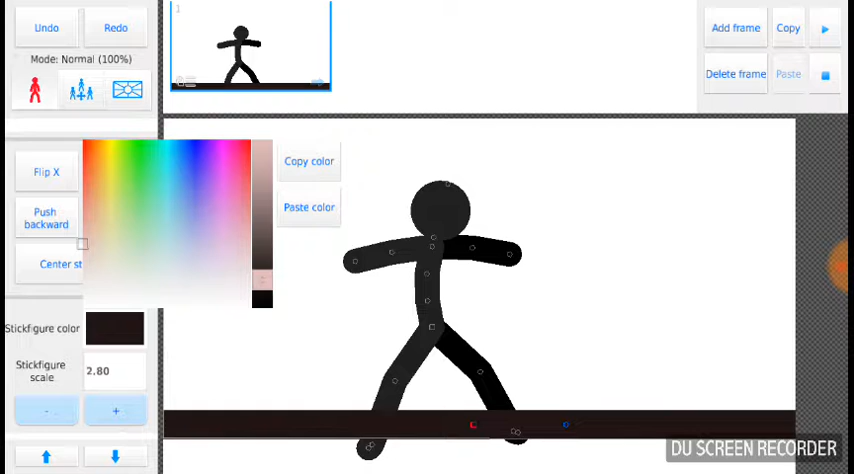 Undo
Redo
Mode: Normal (100%)
1
Add frame
Copy
Delete frame
Paste
Flip X
Push
backward
Center st
Copy color
Paste color
Stickfigure color
Stickfigure
scale
2.80
-
+
DU SCREEN RECORDER